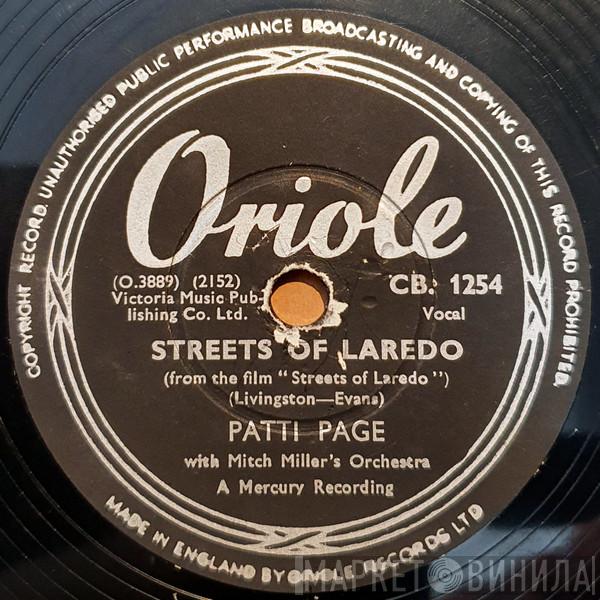 COPYRIGHT RECORD. UNAUTHORISED PUBLIC PERFORMANCE BROADCASTING AND COPYING OF THIS RECORD PROHIBITED
Oriole
(O.3889) (2152)
Victoria Music Pub-
lishing Co. Ltd.
CB. 1254
Vocal
STREETS OF LAREDO
(from the film "Streets of Laredo")
(Livingston—Evans)
PATTI PAGE
with Mitch Miller's Orchestra
A Mercury Recording
MADE IN ENGLAND BY ORIOLE RECORDS LTD
МАРКЕТ ВИНИЛА